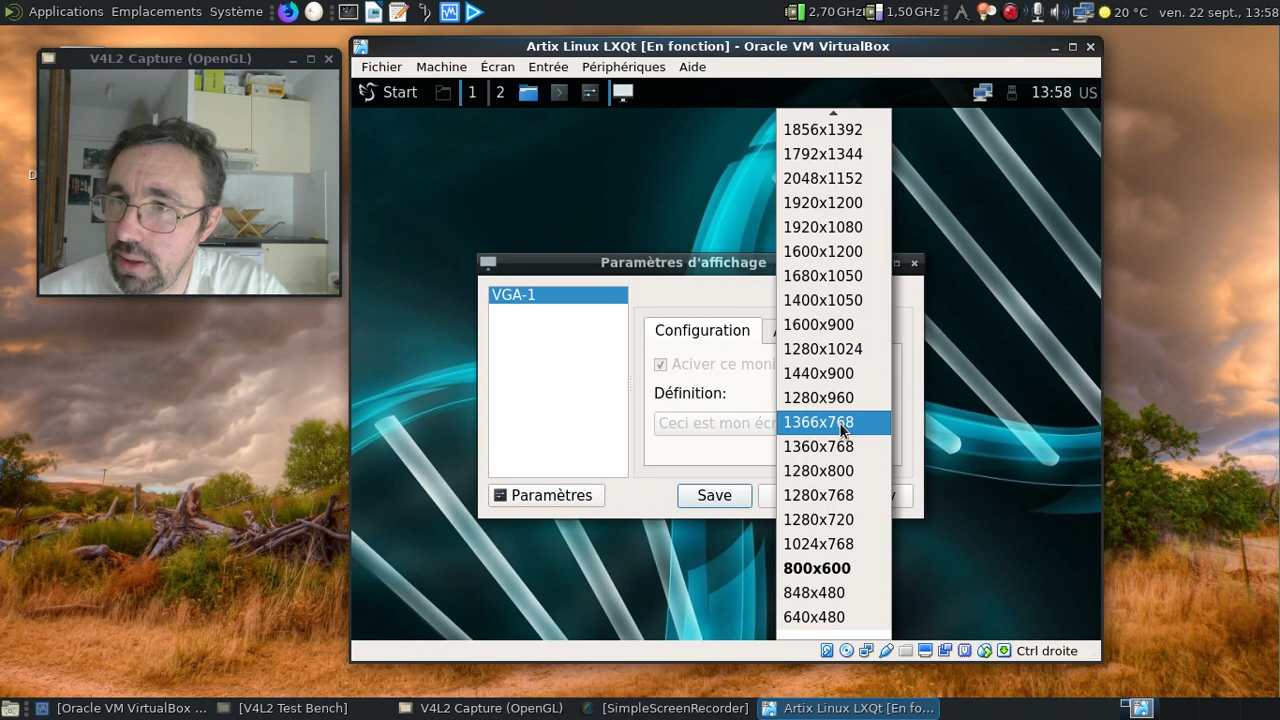 Applications Emplacements Système 2,70 GHz 1,50 GHz 20 °C ven. 22 sept., 13:58
V4L2 Capture (OpenGL)
Artix Linux LXQt [En fonction] - Oracle VM VirtualBox
Fichier Machine Écran Entrée Périphériques Aide
Start 1 2 13:58 US
1856x1392
1792x1344
2048x1152
1920x1200
1920x1080
1600x1200
1680x1050
1400x1050
1600x900
1280x1024
1440x900
1280x960
1366x768
1360x768
1280x800
1280x768
1280x720
1024x768
800x600
848x480
640x480
Paramètres d'affichage
VGA-1
Configuration
Aciver ce moni
Définition:
Ceci est mon écr
Paramètres Save
Ctrl droite
[Oracle VM VirtualBox ... [V4L2 Test Bench] V4L2 Capture (OpenGL) [SimpleScreenRecorder] Artix Linux LXQt [En fo...